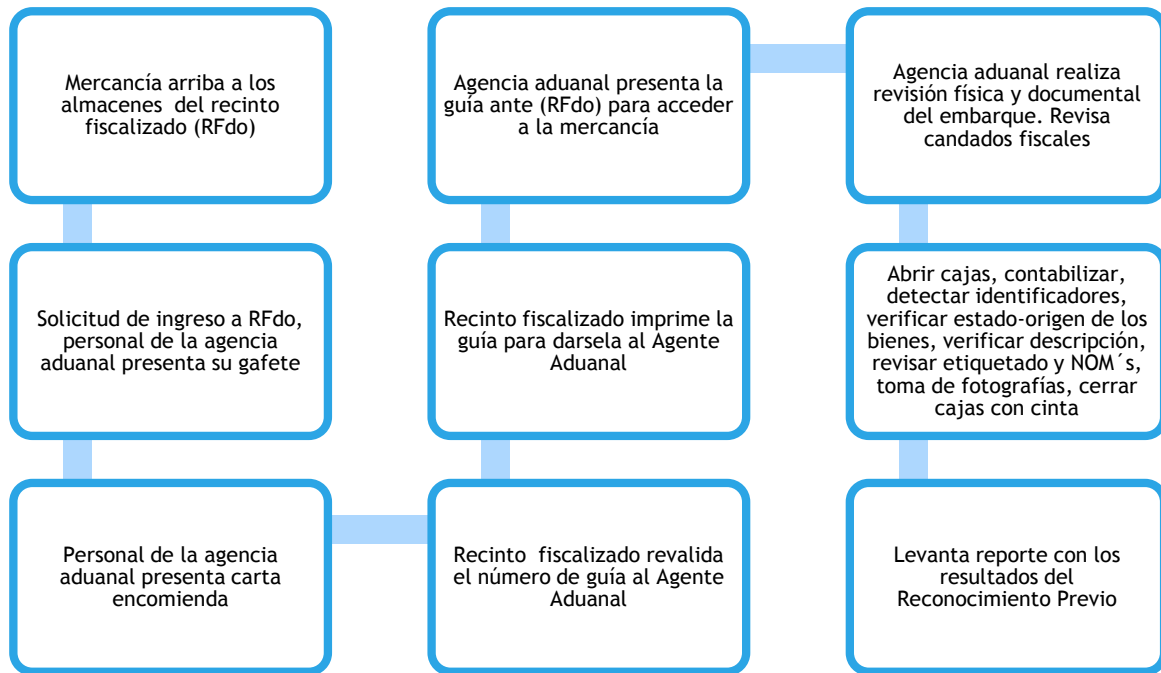 Mercancía arriba a los
almacenes del recinto
fiscalizado (RFdo)
Solicitud de ingreso a RFdo,
personal de la agencia
aduanal presenta su gafete
Personal de la agencia
aduanal presenta carta
encomienda
Recinto fiscalizado revalida
el número de guía al Agente
Aduanal
Recinto fiscalizado imprime la
guía para darsela al Agente
Aduanal
Agencia aduanal presenta la
guía ante (RFdo) para acceder
a la mercancía
Agencia aduanal realiza
revisión física y documental
del embarque. Revisa
candados fiscales
Abrir cajas, contabilizar,
detectar identificadores,
verificar estado-origen de los
bienes, verificar descripción,
revisar etiquetado y NOM´s,
toma de fotografías, cerrar
cajas con cinta
Levanta reporte con los
resultados del
Reconocimiento Previo